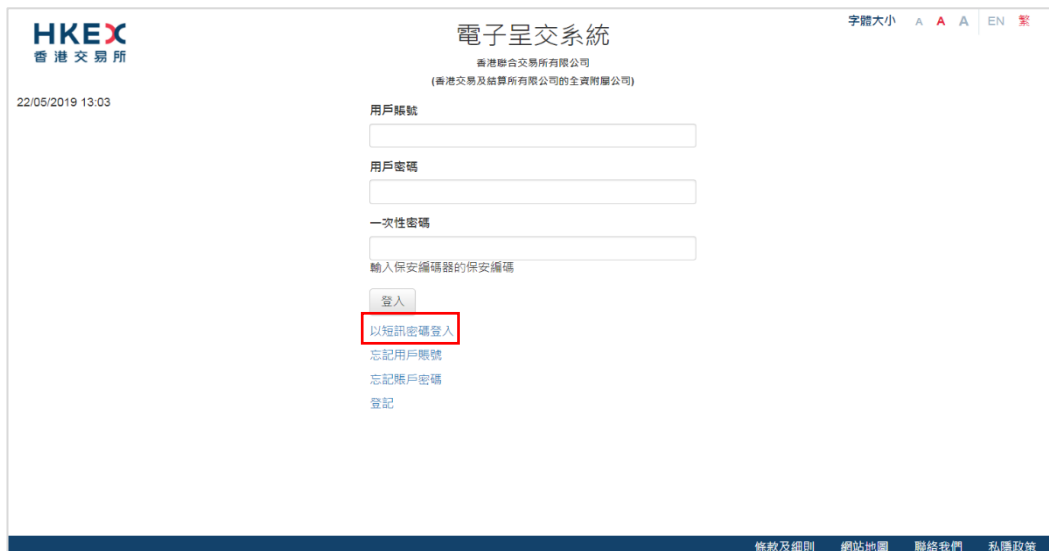 HKEX
香港交易所
電子呈交系統
香港聯合交易所有限公司
(香港交易及結算所有限公司的全資附屬公司)
字體大小 A A A EN 繁
22/05/2019 13:03
用戶賬號
用戶密碼
一次性密碼
輸入保安編碼器的保安編碼
登入
以短訊密碼登入
忘記用戶賬號
忘記賬戶密碼
登記
條款及細則 網站地圖 聯絡我們 私隱政策